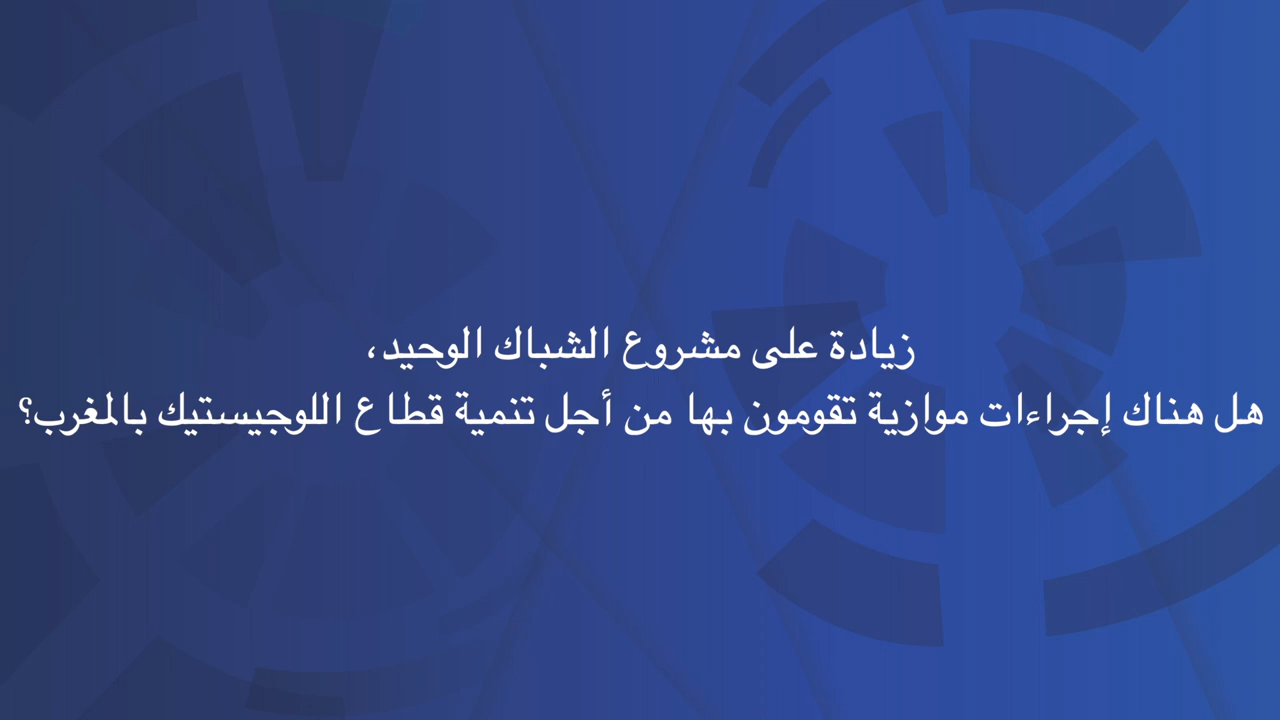 زيادة على مشروع الشباك الوحيد،
هل هناك إجراءات موازية تقومون بها من أجل تنمية قطاع اللوجيستيك بالمغرب؟